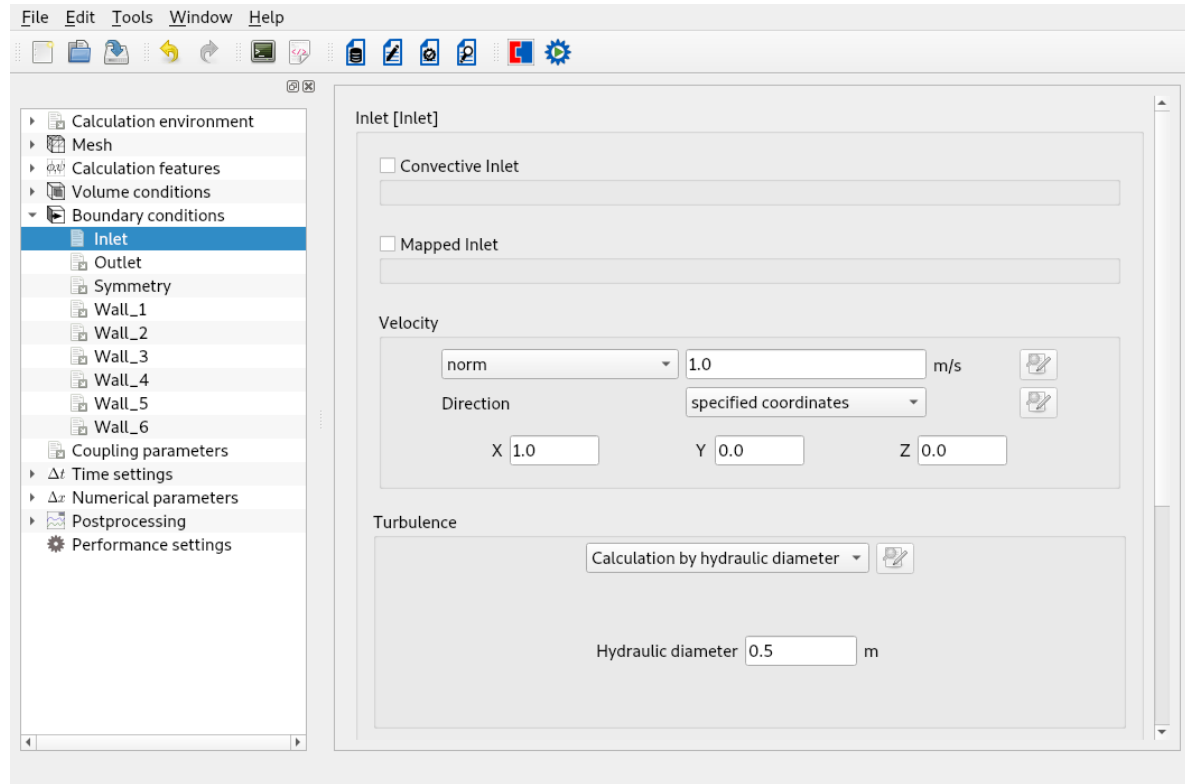 File Edit Tools Window Help
Calculation environment
Mesh
Calculation features
Volume conditions
Boundary conditions
Inlet
Outlet
Symmetry
Wall_1
Wall_2
Wall_3
Wall_4
Wall_5
Wall_6
Coupling parameters
Δt Time settings
Δx Numerical parameters
Postprocessing
Performance settings
Inlet [Inlet]
Convective Inlet
Mapped Inlet
Velocity
norm 1.0 m/s
Direction specified coordinates
X 1.0 Y 0.0 Z 0.0
Turbulence
Calculation by hydraulic diameter
Hydraulic diameter 0.5 m